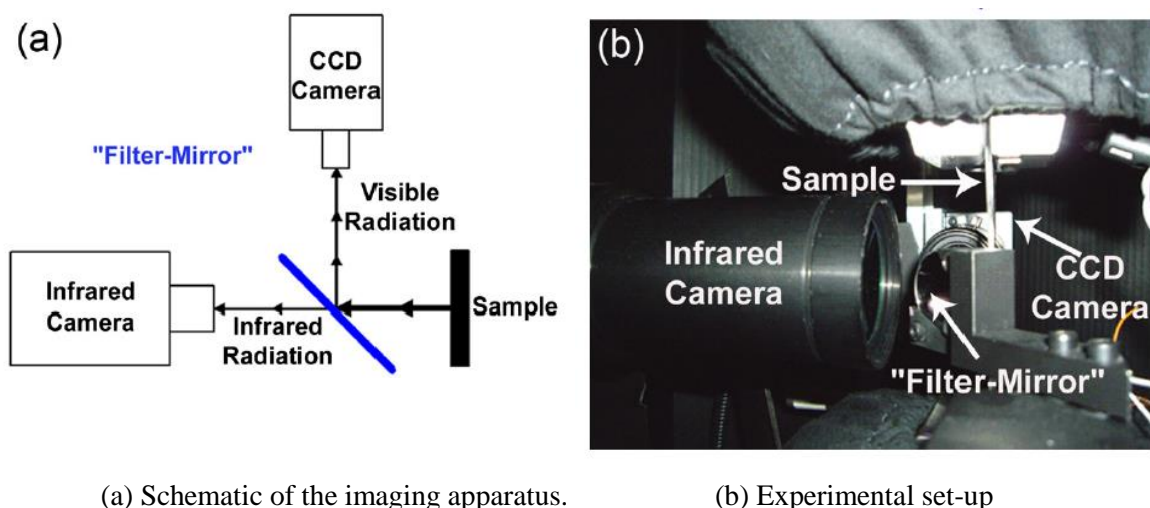 (a)
CCD
Camera
"Filter-Mirror"
Visible
Radiation
Infrared
Camera
Infrared
Radiation
Sample
(b)
Sample
Infrared
Camera
CCD
Camera
"Filter-Mirror"
(a) Schematic of the imaging apparatus.
(b) Experimental set-up